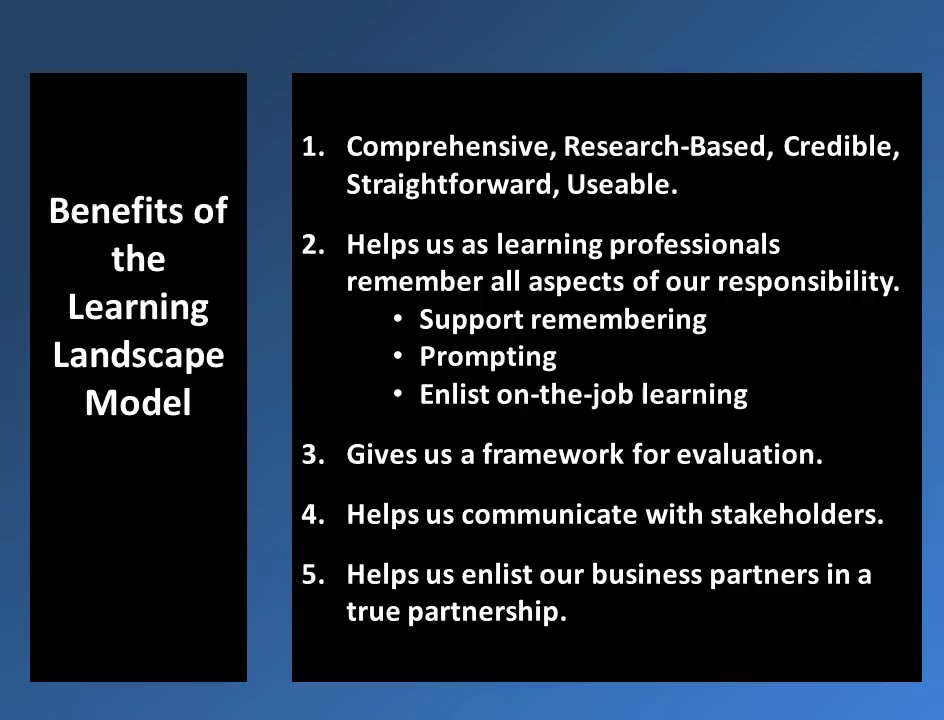 Benefits of
the
Learning
Landscape
Model
1. Comprehensive, Research-Based, Credible,
Straightforward, Useable.
2. Helps us as learning professionals
remember all aspects of our responsibility.
• Support remembering
• Prompting
• Enlist on-the-job learning
3. Gives us a framework for evaluation.
4. Helps us communicate with stakeholders.
5. Helps us enlist our business partners in a
true partnership.